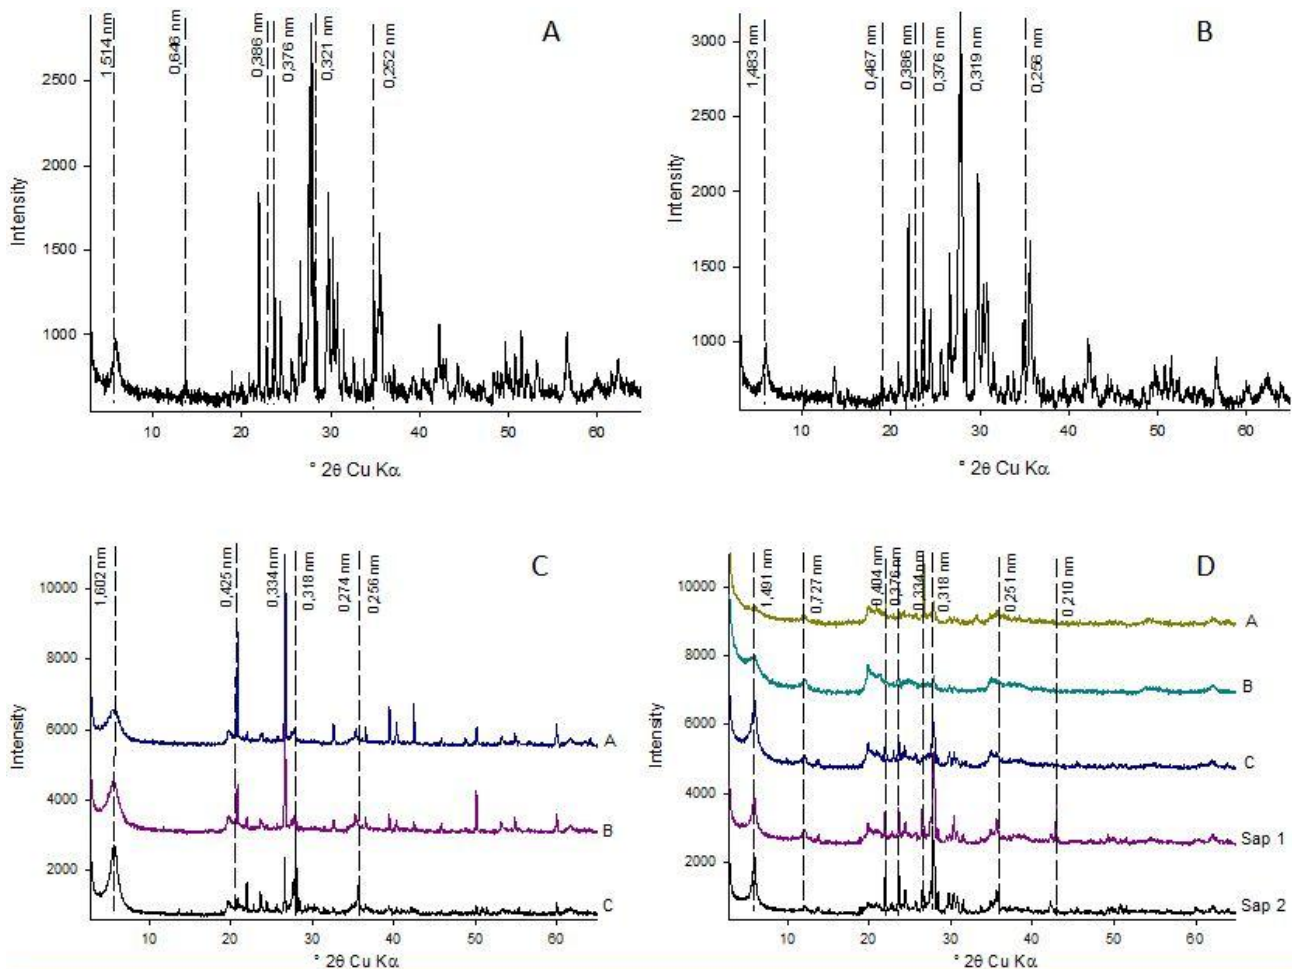 A
1,514 nm
0,646 nm
0,386 nm
0,376 nm
0,321 nm
0,252 nm
2500
2000
1500
1000
Intensity
10 20 30 40 50 60
° 2θ Cu Kα
B
1,483 nm
0,467 nm
0,386 nm
0,376 nm
0,319 nm
0,256 nm
3000
2500
2000
1500
1000
Intensity
10 20 30 40 50 60
° 2θ Cu Kα
C
1,602 nm
0,425 nm
0,334 nm
0,318 nm
0,274 nm
0,256 nm
10000
8000
6000
4000
2000
Intensity
A
B
C
10 20 30 40 50 60
° 2θ Cu Kα
D
1,491 nm
0,727 nm
0,404 nm
0,376 nm
0,334 nm
0,318 nm
0,251 nm
0,210 nm
10000
8000
6000
4000
2000
Intensity
A
B
C
Sap 1
Sap 2
10 20 30 40 50 60
° 2θ Cu Kα